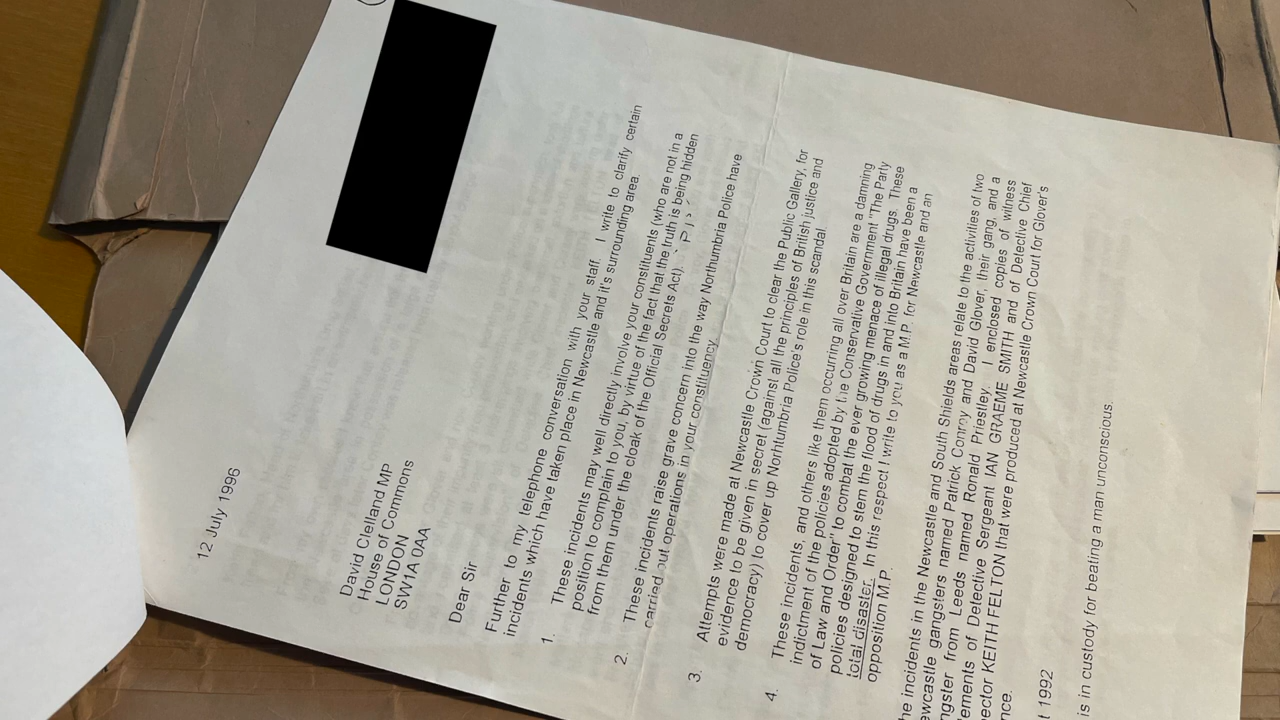 12 July 1996
David Clelland MP
House of Commons
LONDON
SW1A 0AA
Dear Sir
Further to my telephone conversation with your staff. I write to clarify certain
incidents which have taken place in Newcastle and it's surrounding area.
1. These incidents may well directly involve your constituents (who are not in a
position to complain to you, by virtue of the fact that the truth is being hidden
from them under the cloak of the Official Secrets Act).
2. These incidents raise grave concern into the way Northumbria Police have
carried out operations in your constituency.
3. Attempts were made at Newcastle Crown Court to clear the Public Gallery, for
evidence to be given in secret (against all the principles of British justice and
democracy) to cover up Norhtumbria Police's role in this scandal.
4. These incidents, and others like them occurring all over Britain are a damning
indictment of the policies adopted by the Conservative Government "The Party
of Law and Order" to combat the ever growing menace of illegal drugs. These
policies designed to stem the flood of drugs in and into Britain have been a
total disaster. In this respect I write to you as a M.P. for Newcastle and an
opposition M.P.
he incidents in the Newcastle and South Shields areas relate to the activities of two
ewcastle gangsters named Patrick Conroy and David Glover, their gang, and a
ngster from Leeds named Ronald Priestley. I enclosed copies of witness
ements of Detective Sergeant IAN GRAEME SMITH and of Detective Chief
pector KEITH FELTON that were produced at Newcastle Crown Court for Glover's
nce.
t 1992
is in custody for beating a man unconscious.